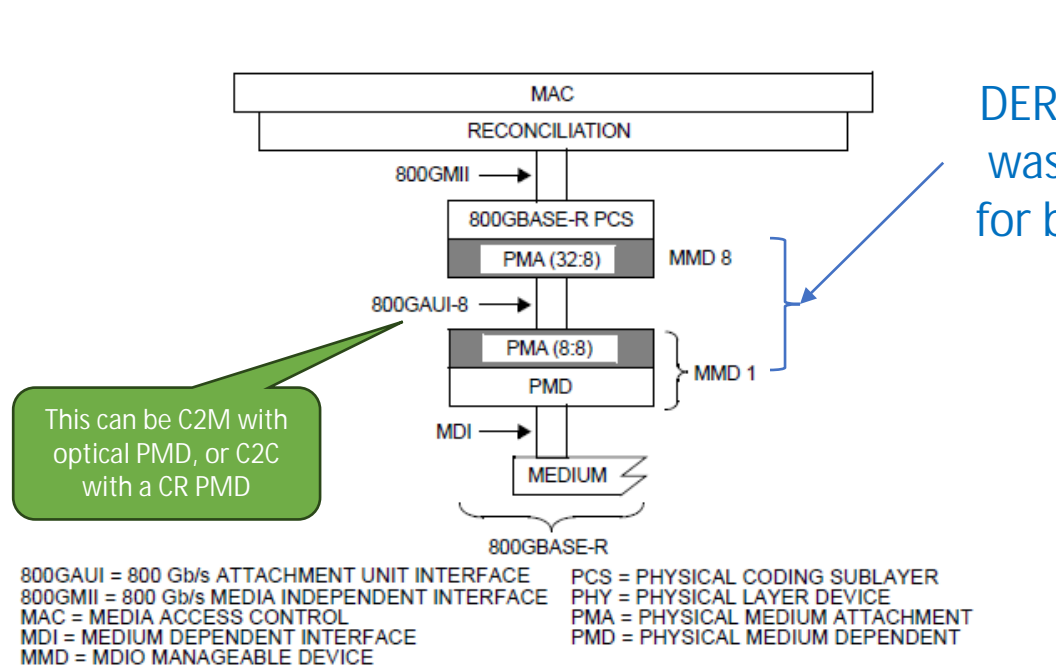 MAC
RECONCILIATION
800GMII
800GBASE-R PCS
PMA (32:8)
MMD 8
800GAUI-8
PMA (8:8)
PMD
MMD 1
MDI
MEDIUM
800GBASE-R
DER
was
for b
This can be C2M with
optical PMD, or C2C
with a CR PMD
800GAUI = 800 Gb/s ATTACHMENT UNIT INTERFACE
800GMII = 800 Gb/s MEDIA INDEPENDENT INTERFACE
MAC = MEDIA ACCESS CONTROL
MDI = MEDIUM DEPENDENT INTERFACE
MMD = MDIO MANAGEABLE DEVICE
PCS = PHYSICAL CODING SUBLAYER
PHY = PHYSICAL LAYER DEVICE
PMA = PHYSICAL MEDIUM ATTACHMENT
PMD = PHYSICAL MEDIUM DEPENDENT